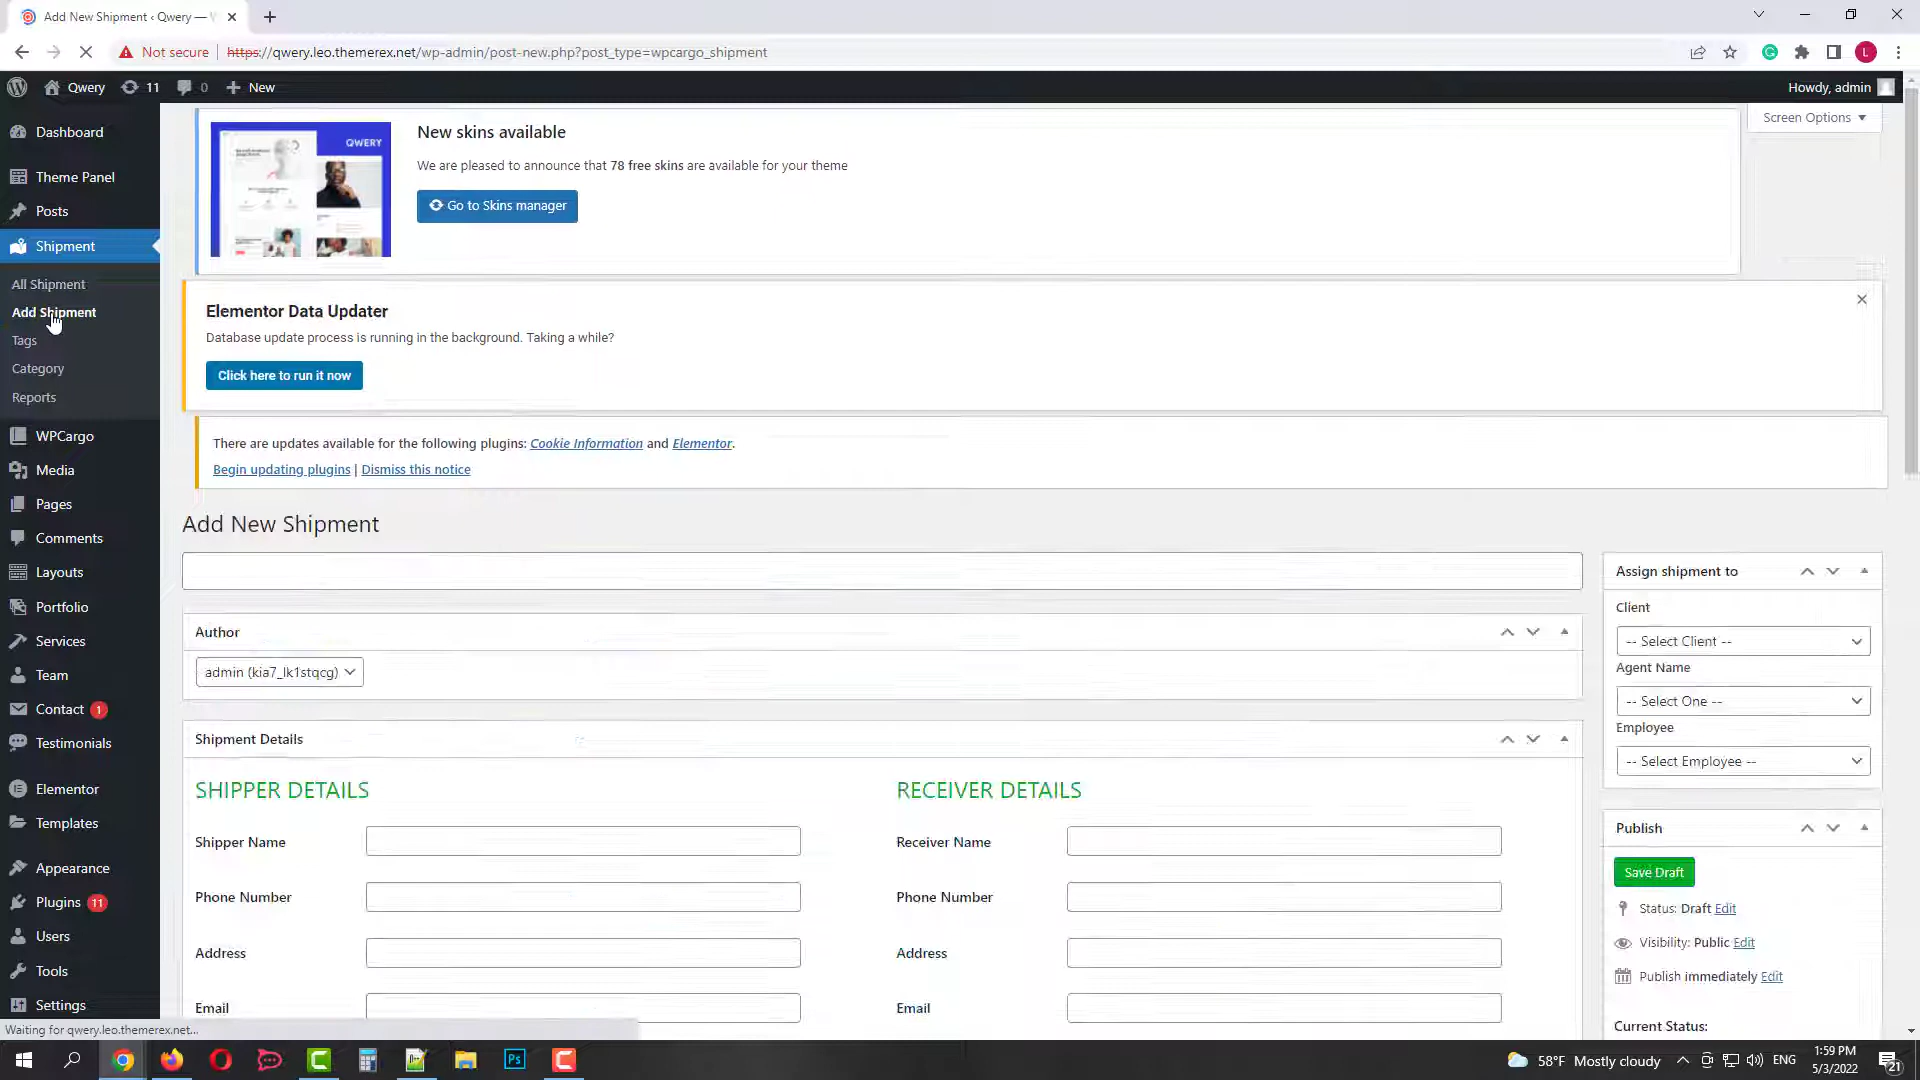 Add New Shipment ‹ Qwery —
Not secure
https://qwery.leo.themerex.net/wp-admin/post-new.php?post_type=wpcargo_shipment
L
Qwery
11
0
New
Howdy, admin
Dashboard
Theme Panel
Posts
Shipment
All Shipment
Add Shipment
Tags
Category
Reports
WPCargo
Media
Pages
Comments
Layouts
Portfolio
Services
Team
Contact 1
Testimonials
Elementor
Templates
Appearance
Plugins 11
Users
Tools
Settings
Screen Options
QWERY
New skins available
We are pleased to announce that 78 free skins are available for your theme
Go to Skins manager
Elementor Data Updater
Database update process is running in the background. Taking a while?
Click here to run it now
There are updates available for the following plugins: Cookie Information and Elementor.
Begin updating plugins | Dismiss this notice
Add New Shipment
Author
admin (kia7_lk1stqcg)
Shipment Details
SHIPPER DETAILS
Shipper Name
Phone Number
Address
Email
RECEIVER DETAILS
Receiver Name
Phone Number
Address
Email
Assign shipment to
Client
-- Select Client --
Agent Name
-- Select One --
Employee
-- Select Employee --
Publish
Save Draft
Status: Draft Edit
Visibility: Public Edit
Publish immediately Edit
Current Status:
Waiting for qwery.leo.themerex.net...
Ps
58°F Mostly cloudy
ENG
1:59 PM
5/3/2022
21